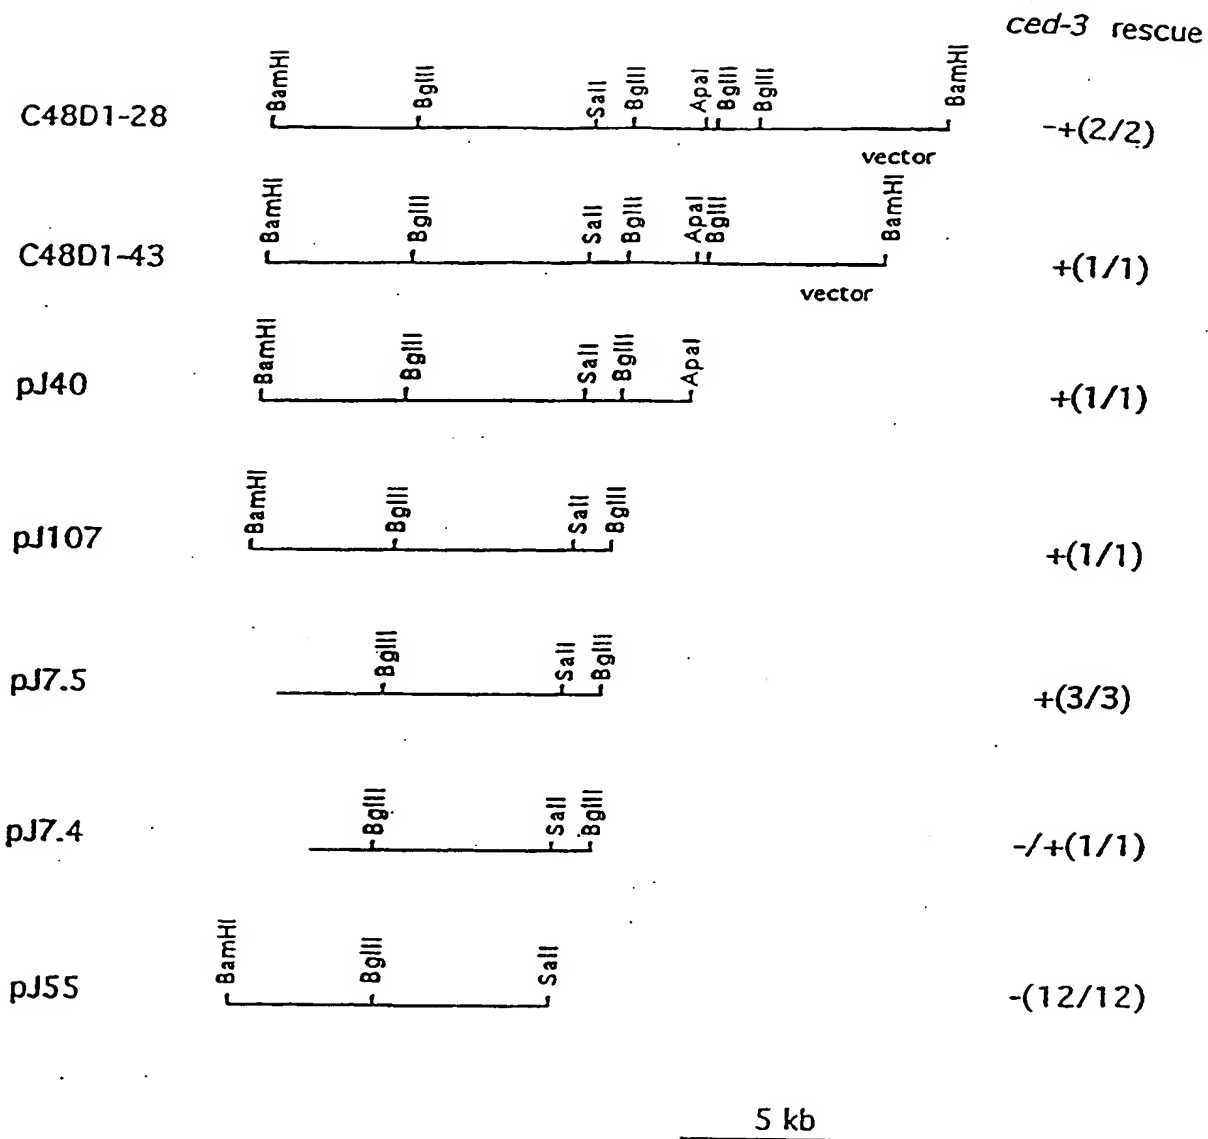 ced-3 rescue
BamHI BglII SalI BglII ApaI BglII BglII BamHI
C48D1-28 -+(2/2)
vector
BamHI BglII SalI BglII ApaI BglII BamHI
C48D1-43 +(1/1)
vector
BamHI BglII SalI BglII ApaI
pJ40 +(1/1)
BamHI BglII SalI BglII
pJ107 +(1/1)
BglII SalI BglII
pJ7.5 +(3/3)
BglII SalI BglII
pJ7.4 -/+(1/1)
BamHI BglII SalI
pJ55 -(12/12)
5 kb